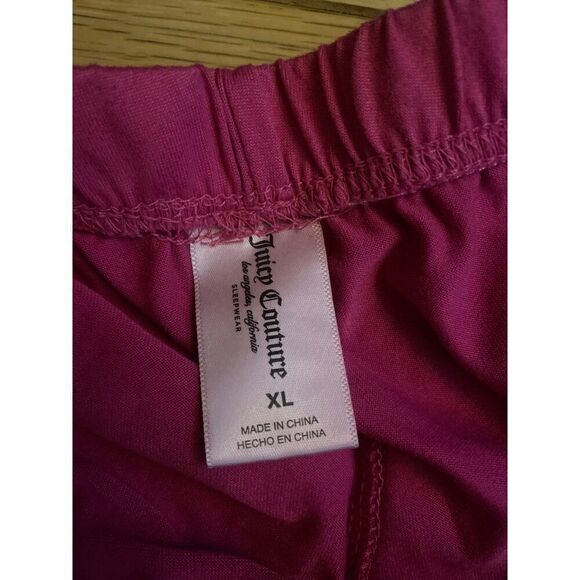 Juicy Couture
los angeles, california
SLEEPWEAR
XL
MADE IN CHINA
HECHO EN CHINA